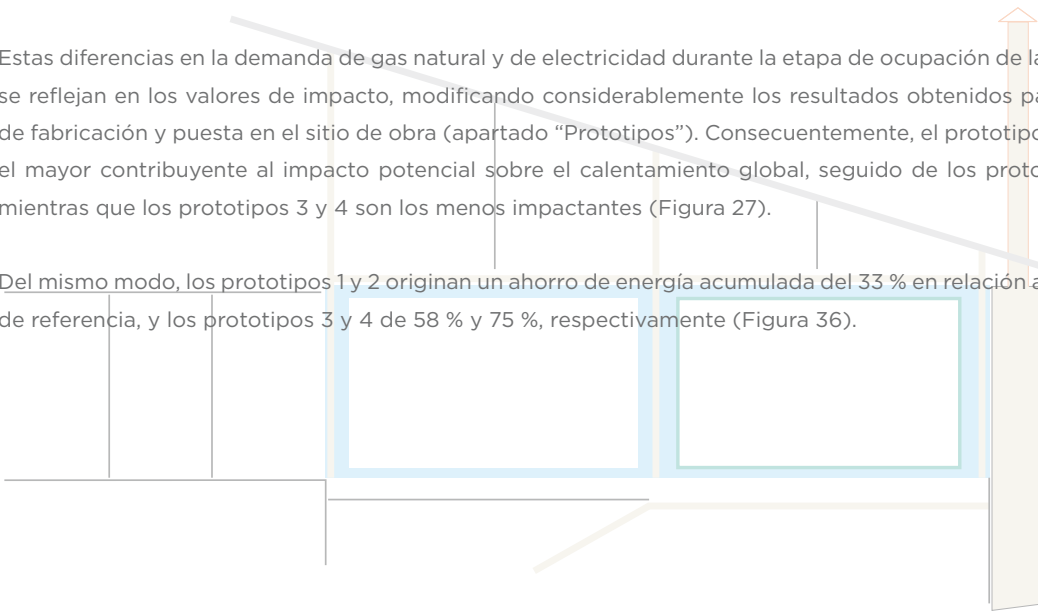 Estas diferencias en la demanda de gas natural y de electricidad durante la etapa de ocupación de la
se reflejan en los valores de impacto, modificando considerablemente los resultados obtenidos pa
de fabricación y puesta en el sitio de obra (apartado “Prototipos”). Consecuentemente, el prototipo
el mayor contribuyente al impacto potencial sobre el calentamiento global, seguido de los proto
mientras que los prototipos 3 y 4 son los menos impactantes (Figura 27).
Del mismo modo, los prototipos 1 y 2 originan un ahorro de energía acumulada del 33 % en relación a
de referencia, y los prototipos 3 y 4 de 58 % y 75 %, respectivamente (Figura 36).